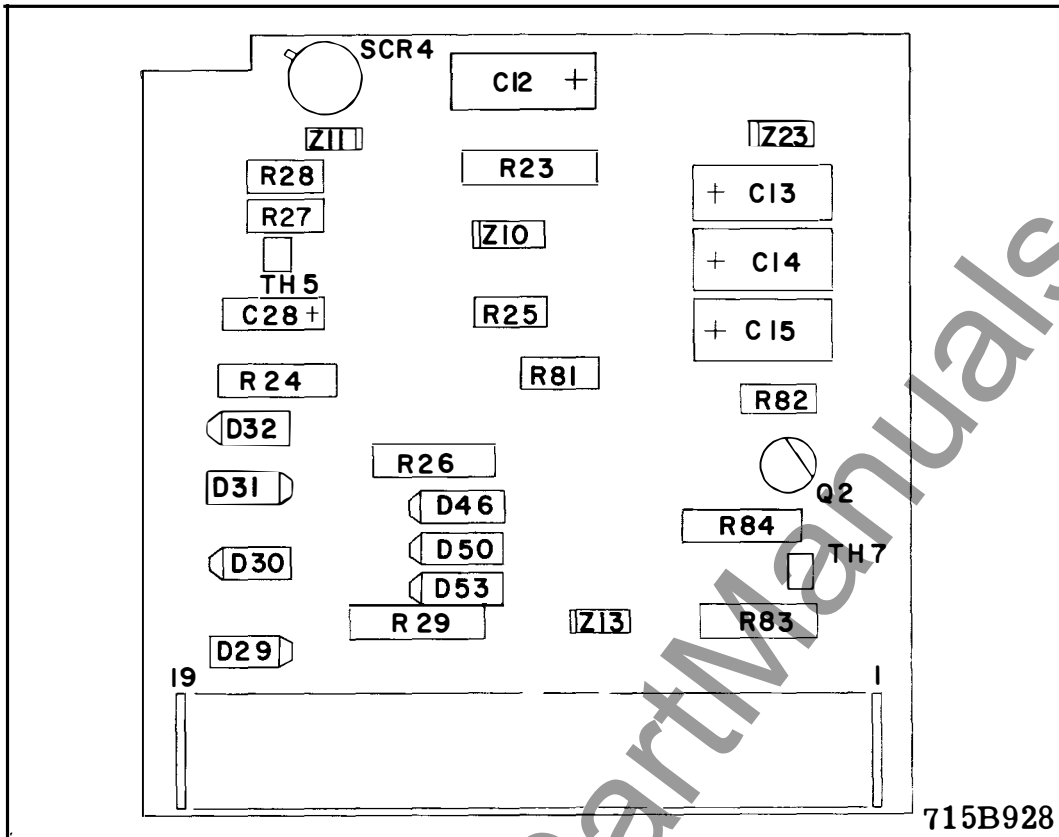 SCR4
C12 +
Z11
Z23
R28
R23
+ C13
R27
Z10
TH5
+ C14
C28+
R25
+ C15
R24
R81
R82
D32
R26
D31
D46
Q2
R84
D50
TH7
D30
D53
R29
Z13
R83
D29
19
1
715B928